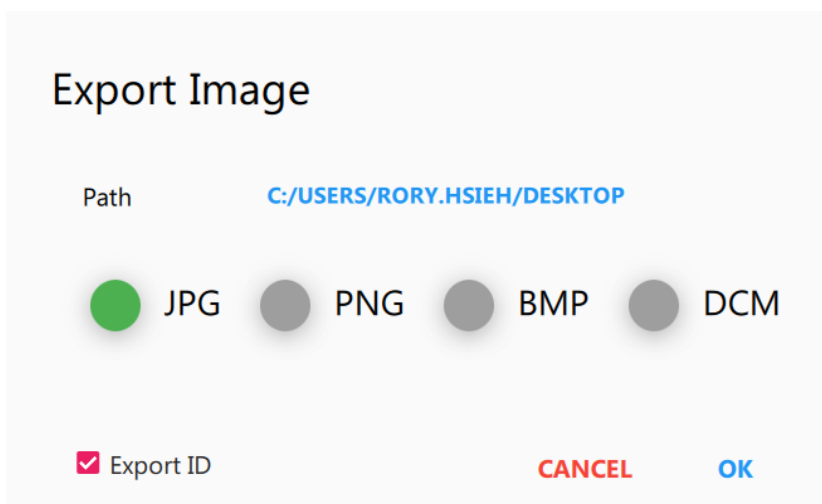 Export Image
Path C:/USERS/RORY.HSIEH/DESKTOP
JPG PNG BMP DCM
Export ID CANCEL OK